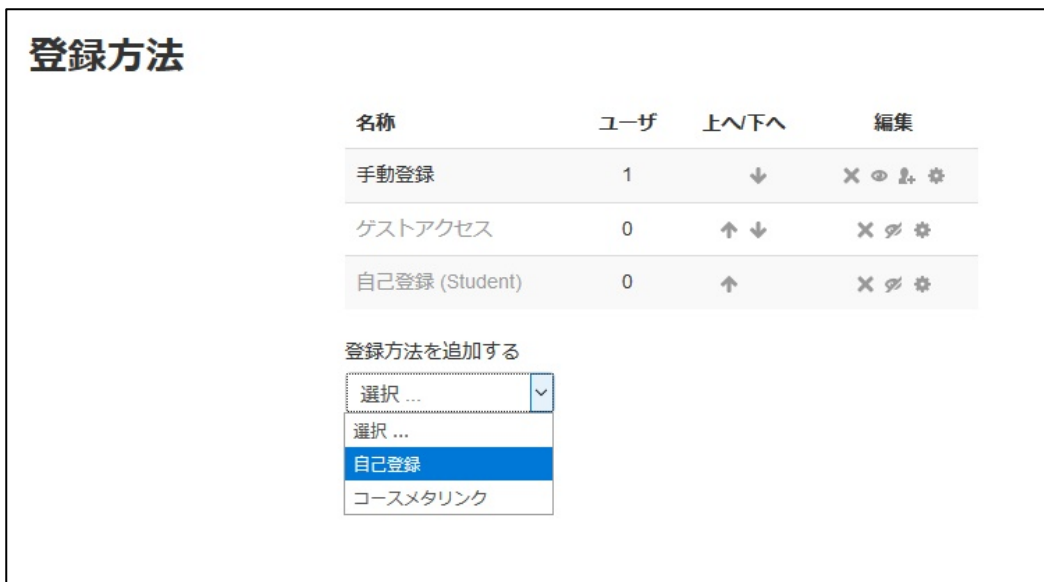 登録方法
名称 ユーザ 上へ/下へ 編集
手動登録 1
ゲストアクセス 0
自己登録 (Student) 0
登録方法を追加する
選択 ...
選択 ...
自己登録
コースメタリンク